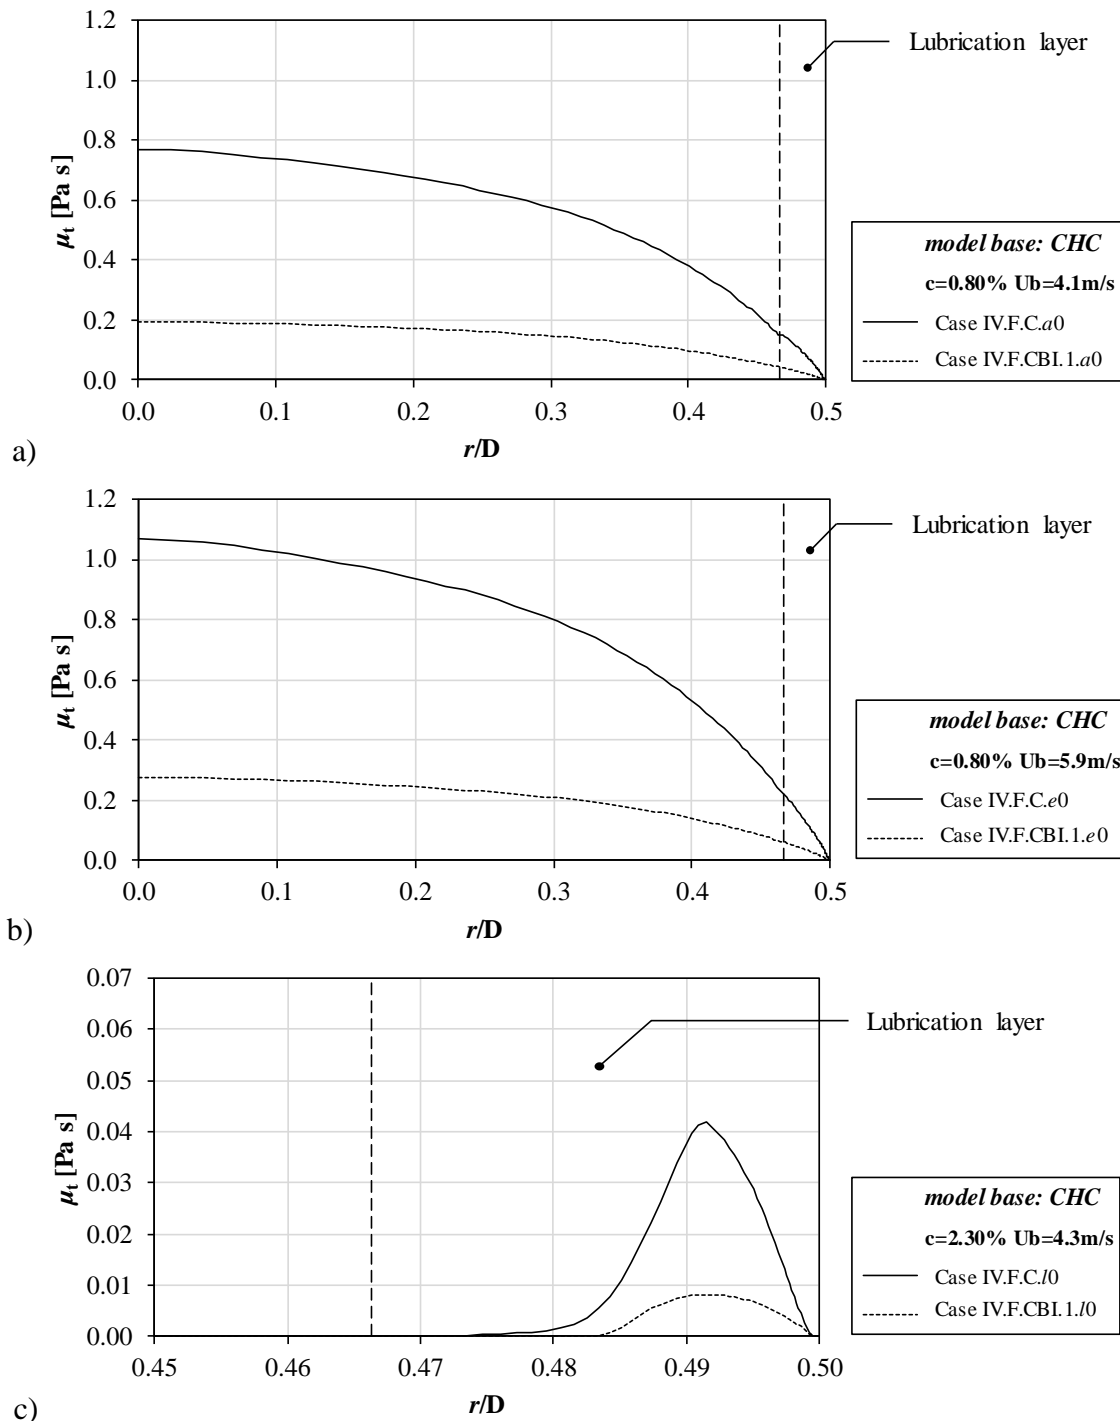 1.2
Lubrication layer
1.0
0.8
0.6
0.4
0.2
0.0
μt [Pa s]
0.0 0.1 0.2 0.3 0.4 0.5
r/D
model base: CHC
c=0.80% Ub=4.1m/s
Case IV.F.C.a0
Case IV.F.CBI.1.a0
a)
1.2
Lubrication layer
1.0
0.8
0.6
0.4
0.2
0.0
μt [Pa s]
0.0 0.1 0.2 0.3 0.4 0.5
r/D
model base: CHC
c=0.80% Ub=5.9m/s
Case IV.F.C.e0
Case IV.F.CBI.1.e0
b)
0.07
0.06
Lubrication layer
0.05
0.04
0.03
0.02
0.01
0.00
μt [Pa s]
0.45 0.46 0.47 0.48 0.49 0.50
r/D
model base: CHC
c=2.30% Ub=4.3m/s
Case IV.F.C.l0
Case IV.F.CBI.1.l0
c)